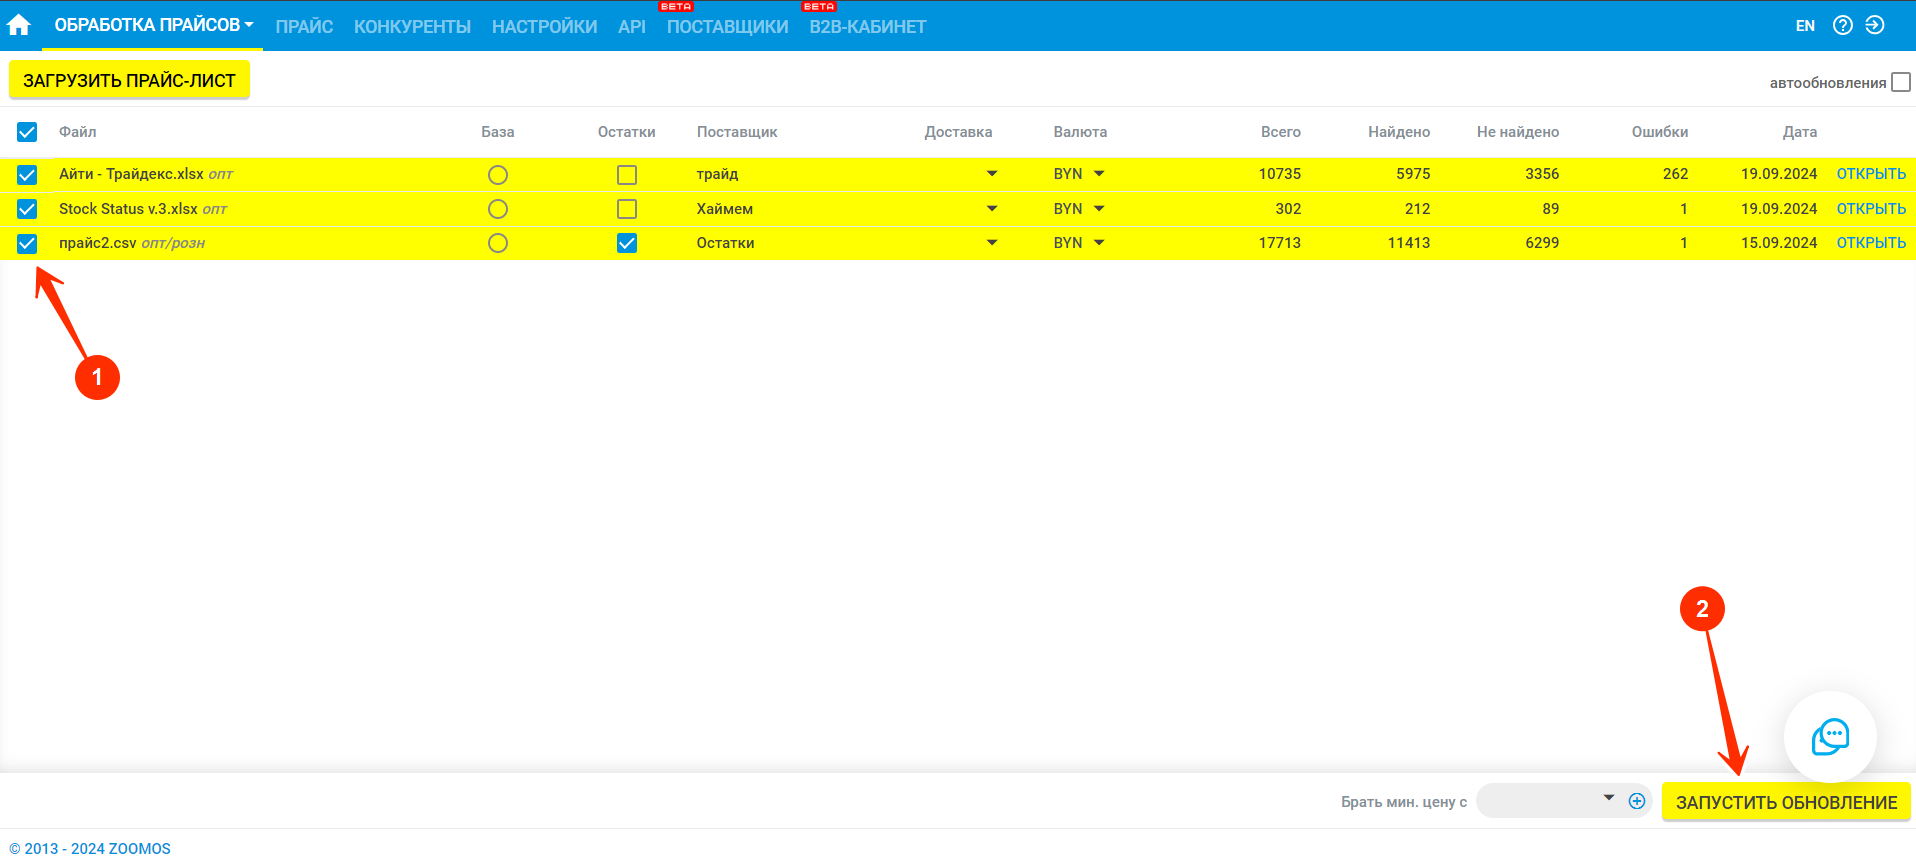 ОБРАБОТКА ПРАЙСОВ ПРАЙС КОНКУРЕНТЫ НАСТРОЙКИ API BETA ПОСТАВЩИКИ BETA B2B-КАБИНЕТ EN
ЗАГРУЗИТЬ ПРАЙС-ЛИСТ автообновления
Файл База Остатки Поставщик Доставка Валюта Всего Найдено Не найдено Ошибки Дата
Айти - Трайдекс.xlsx опт трайд BYN 10735 5975 3356 262 19.09.2024 ОТКРЫТЬ
Stock Status v.3.xlsx опт Хаймем BYN 302 212 89 1 19.09.2024 ОТКРЫТЬ
прайс2.csv опт/розн Остатки BYN 17713 11413 6299 1 15.09.2024 ОТКРЫТЬ
1
2
Брать мин. цену с ЗАПУСТИТЬ ОБНОВЛЕНИЕ
© 2013 - 2024 ZOOMOS